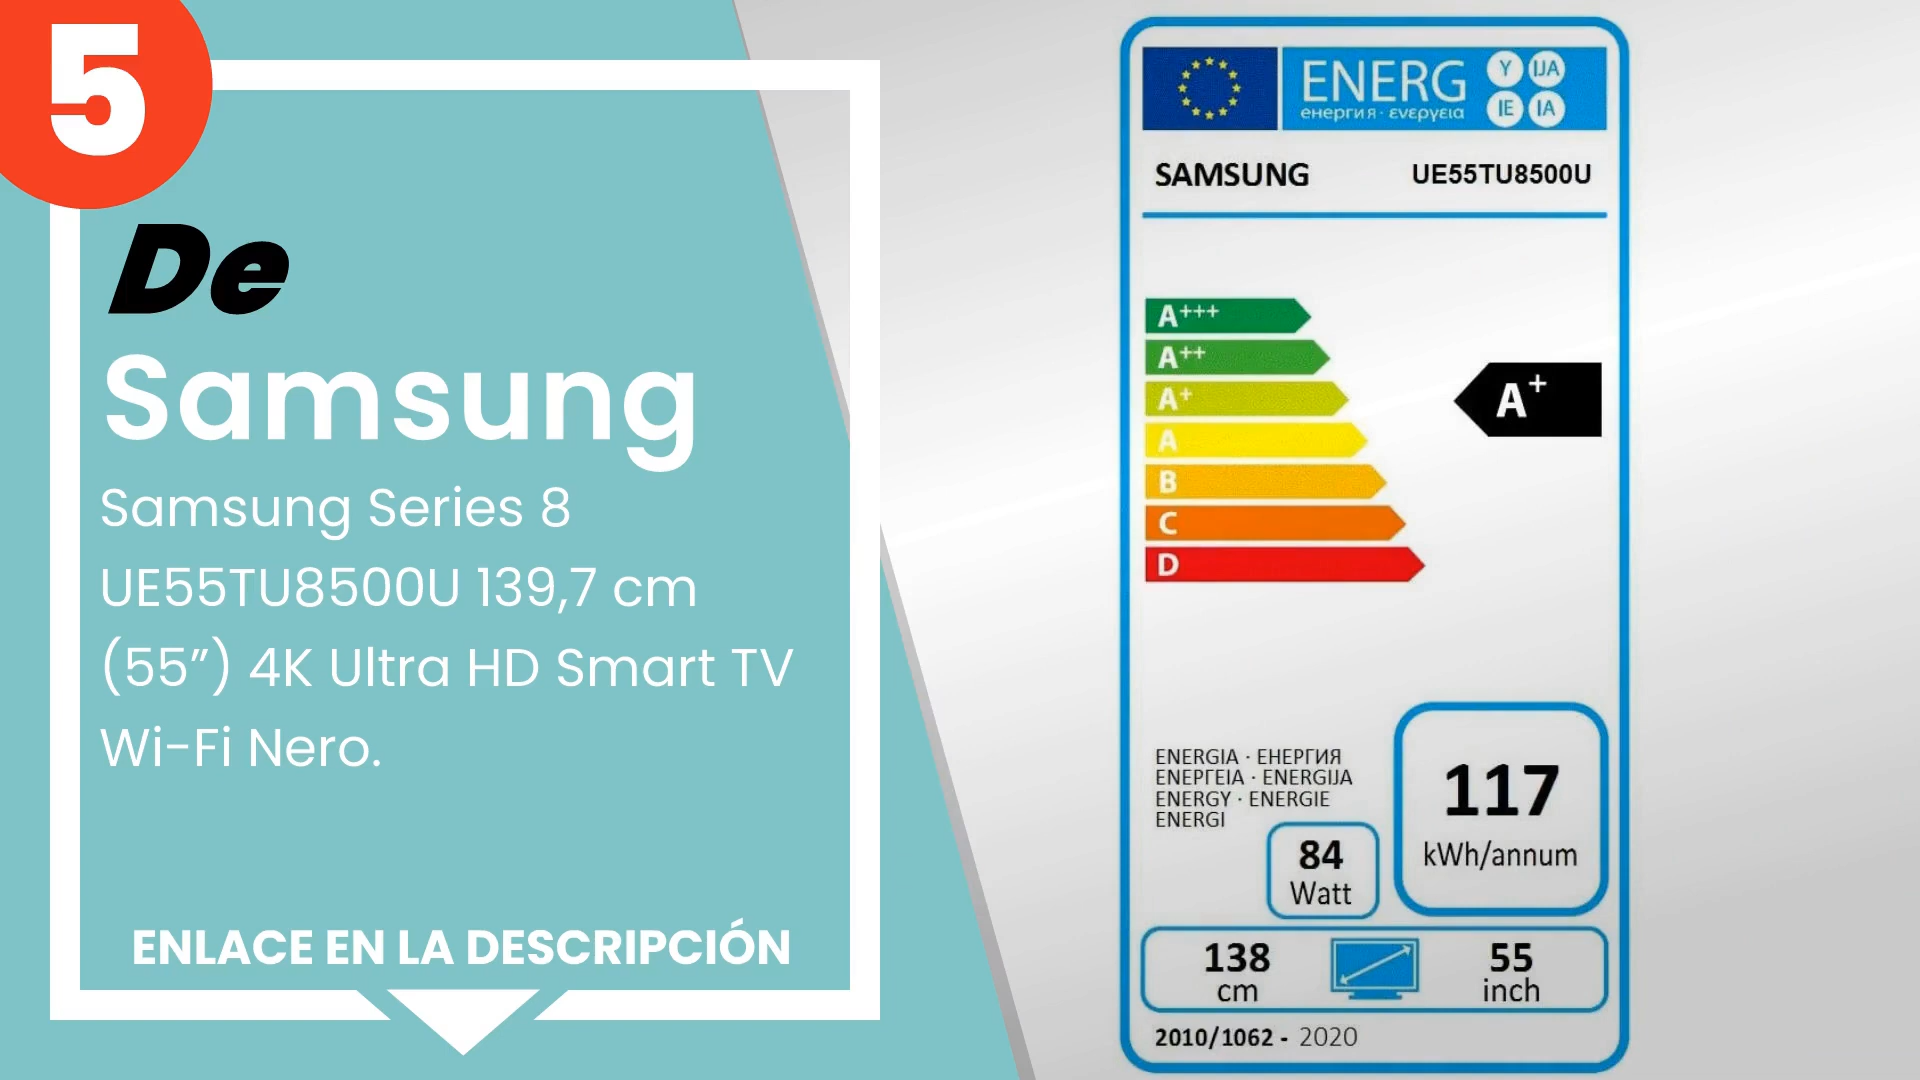 5
De
Samsung
Samsung Series 8
UE55TU8500U 139,7 cm
(55”) 4K Ultra HD Smart TV
Wi-Fi Nero.
ENLACE EN LA DESCRIPCIÓN
ENERG Y IJA
енергия · ενεργεια IE IA
SAMSUNG UE55TU8500U
A+++
A++
A+
A
B
C
D
A+
ENERGIA · ЕНЕРГИЯ
ΕΝΕΡΓΕΙΑ · ENERGIJA
ENERGY · ENERGIE
ENERGI
117
kWh/annum
84
Watt
138
cm
55
inch
2010/1062 - 2020